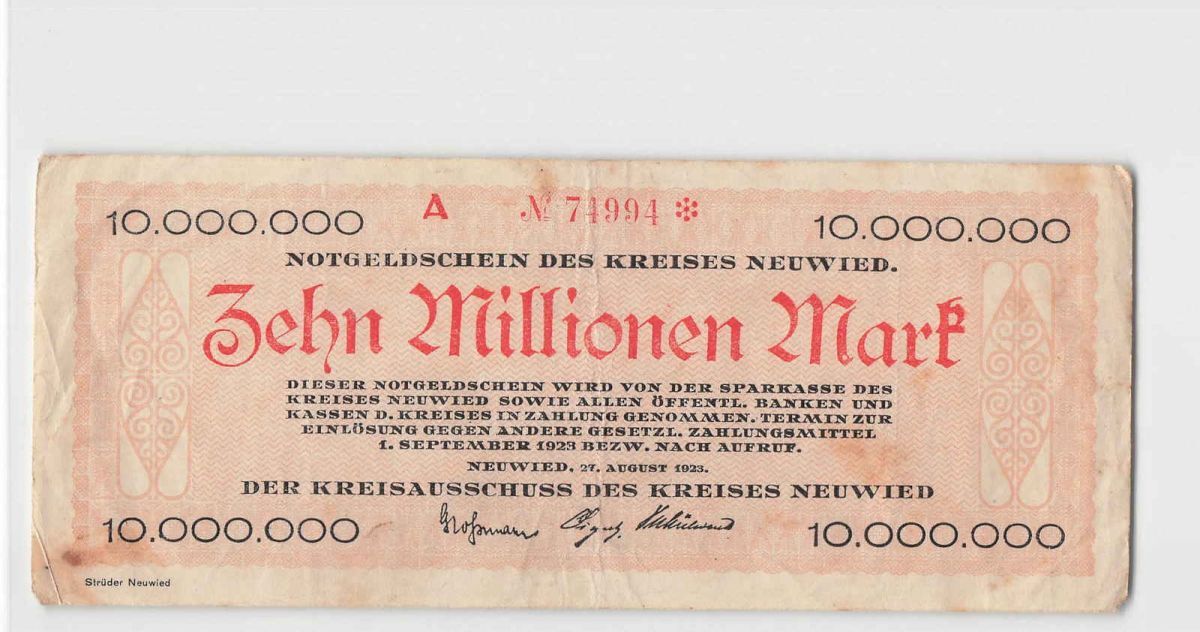 10.000.000 A № 74994 ✻ 10.000.000
NOTGELDSCHEIN DES KREISES NEUWIED.
Zehn Millionen Mark
DIESER NOTGELDSCHEIN WIRD VON DER SPARKASSE DES
KREISES NEUWIED SOWIE ALLEN ÖFFENTL. BANKEN UND
KASSEN D. KREISES IN ZAHLUNG GENOMMEN. TERMIN ZUR
EINLÖSUNG GEGEN ANDERE GESETZL. ZAHLUNGSMITTEL
1. SEPTEMBER 1923 BEZW. NACH AUFRUF.
NEUWIED, 27. AUGUST 1923.
DER KREISAUSSCHUSS DES KREISES NEUWIED
10.000.000 Großmann 10.000.000
Strüder Neuwied